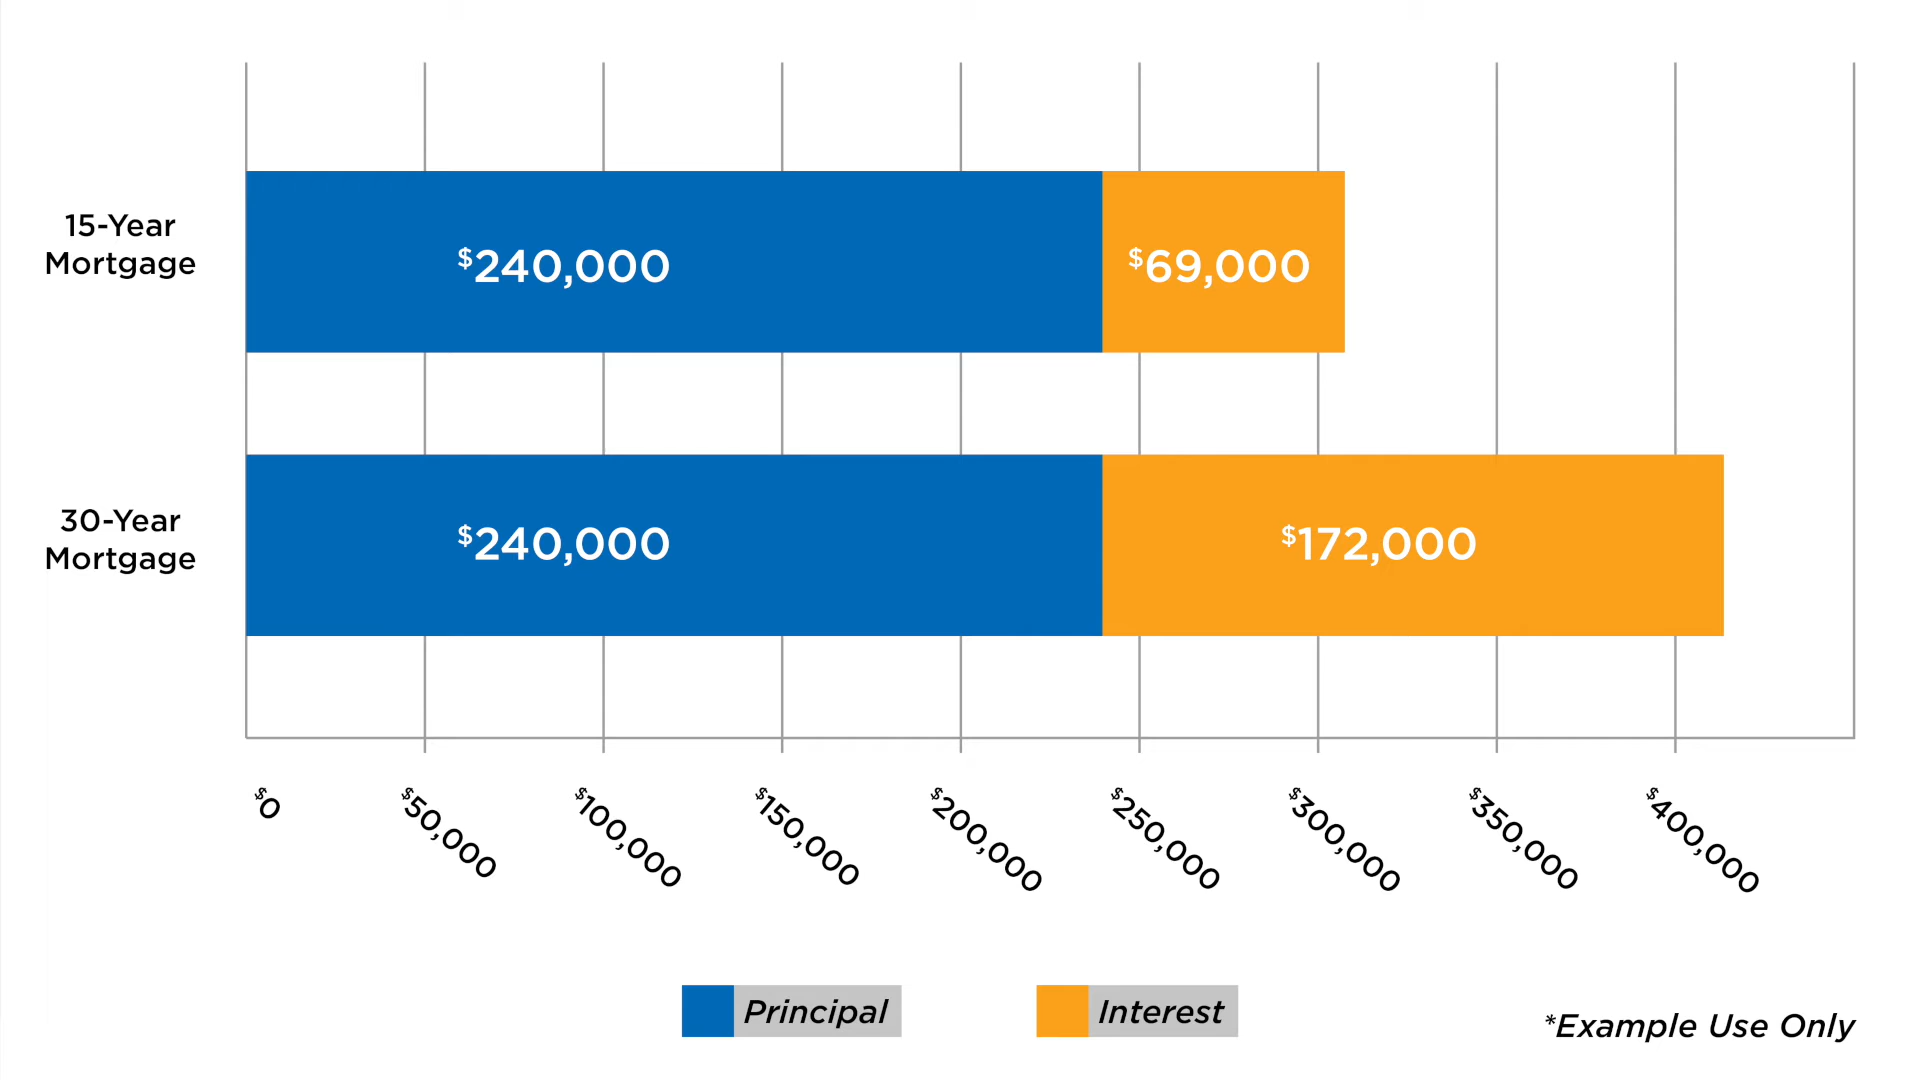 15-Year
Mortgage
$240,000
$69,000
30-Year
Mortgage
$240,000
$172,000
$0
$50,000
$100,000
$150,000
$200,000
$250,000
$300,000
$350,000
$400,000
Principal
Interest
*Example Use Only